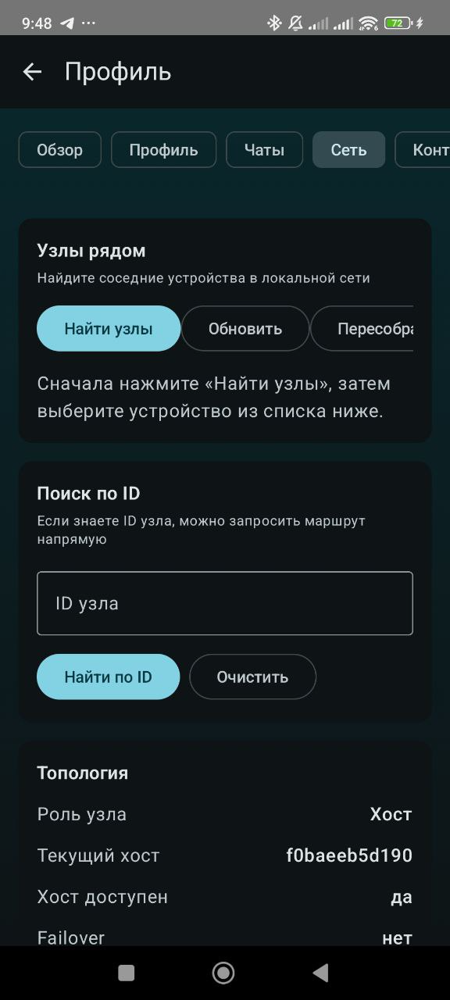 9:48
72
Профиль
Обзор
Профиль
Чаты
Сеть
Конт
Узлы рядом
Найдите соседние устройства в локальной сети
Найти узлы
Обновить
Пересобра
Сначала нажмите «Найти узлы», затем
выберите устройство из списка ниже.
Поиск по ID
Если знаете ID узла, можно запросить маршрут
напрямую
ID узла
Найти по ID
Очистить
Топология
Роль узла
Хост
Текущий хост
f0baeeb5d190
Хост доступен
да
Failover
нет